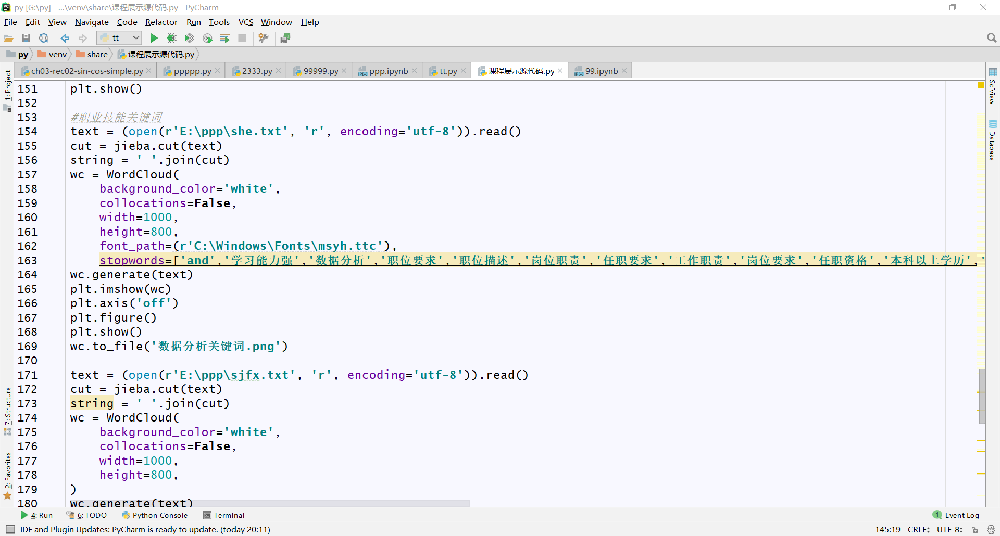 py [G:\py] - ...\venv\share\课程展示源代码.py - PyCharm
File Edit View Navigate Code Refactor Run Tools VCS Window Help
tt
py venv share 课程展示源代码.py
ch03-rec02-sin-cos-simple.py ppppp.py 2333.py 99999.py ppp.ipynb tt.py 课程展示源代码.py 99.ipynb
1: Project
7: Structure
2: Favorites
SciView
Database
151 plt.show()
152
153 #职业技能关键词
154 text = (open(r'E:\ppp\she.txt', 'r', encoding='utf-8')).read()
155 cut = jieba.cut(text)
156 string = ' '.join(cut)
157 wc = WordCloud(
158     background_color='white',
159     collocations=False,
160     width=1000,
161     height=800,
162     font_path=(r'C:\Windows\Fonts\msyh.ttc'),
163     stopwords=['and','学习能力强','数据分析','职位要求','职位描述','岗位职责','任职要求','工作职责','岗位要求','任职资格','本科以上学历','
164 wc.generate(text)
165 plt.imshow(wc)
166 plt.axis('off')
167 plt.figure()
168 plt.show()
169 wc.to_file('数据分析关键词.png')
170
171 text = (open(r'E:\ppp\sjfx.txt', 'r', encoding='utf-8')).read()
172 cut = jieba.cut(text)
173 string = ' '.join(cut)
174 wc = WordCloud(
175     background_color='white',
176     collocations=False,
177     width=1000,
178     height=800,
179 )
180 wc.generate(text)
4: Run 6: TODO Python Console Terminal 1 Event Log
IDE and Plugin Updates: PyCharm is ready to update. (today 20:11) 145:19 CRLF UTF-8